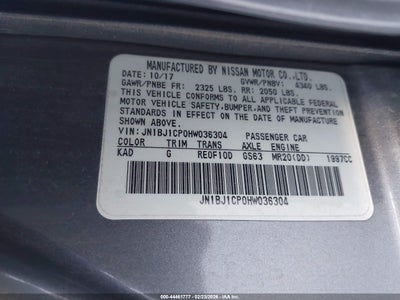 MANUFACTURED BY NISSAN MOTOR CO.,LTD.
DATE: 10/17 GVWR/PNBV: 4340 LBS.
GAWR/PNBE FR: 2325 LBS. RR: 2050 LBS.
THIS VEHICLE CONFORMS TO ALL APPLICABLE FEDERAL
MOTOR VEHICLE SAFETY.BUMPER.AND THEFT PREVENTION
STANDARDS IN EFFECT ON THE DATE OF MANUFACTURE
SHOWN ABOVE.
VIN: JN1BJ1CP0HW036304 PASSENGER CAR
COLOR TRIM TRANS AXLE ENGINE
KAD G RE0F10D GS63 MR20(DD) 1997CC
JN1BJ1CP0HW036304
000-44461777 - 02/23/2026 - IAA